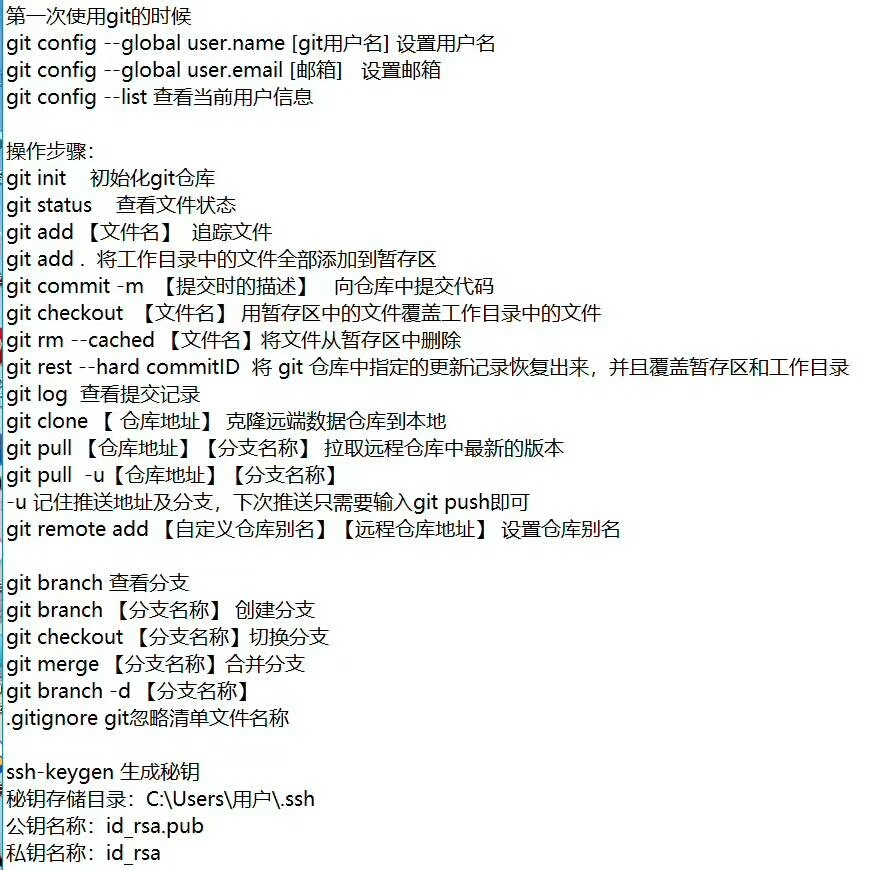 第一次使用git的时候
git config --global user.name [git用户名] 设置用户名
git config --global user.email [邮箱] 设置邮箱
git config --list 查看当前用户信息
操作步骤：
git init 初始化git仓库
git status 查看文件状态
git add 【文件名】 追踪文件
git add . 将工作目录中的文件全部添加到暂存区
git commit -m 【提交时的描述】 向仓库中提交代码
git checkout 【文件名】 用暂存区中的文件覆盖工作目录中的文件
git rm --cached 【文件名】将文件从暂存区中删除
git rest --hard commitID 将 git 仓库中指定的更新记录恢复出来，并且覆盖暂存区和工作目录
git log 查看提交记录
git clone 【 仓库地址】 克隆远端数据仓库到本地
git pull 【仓库地址】【分支名称】 拉取远程仓库中最新的版本
git pull -u【仓库地址】【分支名称】
-u 记住推送地址及分支，下次推送只需要输入git push即可
git remote add 【自定义仓库别名】【远程仓库地址】 设置仓库别名
git branch 查看分支
git branch 【分支名称】 创建分支
git checkout 【分支名称】切换分支
git merge 【分支名称】合并分支
git branch -d 【分支名称】
.gitignore git忽略清单文件名称
ssh-keygen 生成秘钥
秘钥存储目录：C:\Users\用户\.ssh
公钥名称：id_rsa.pub
私钥名称：id_rsa